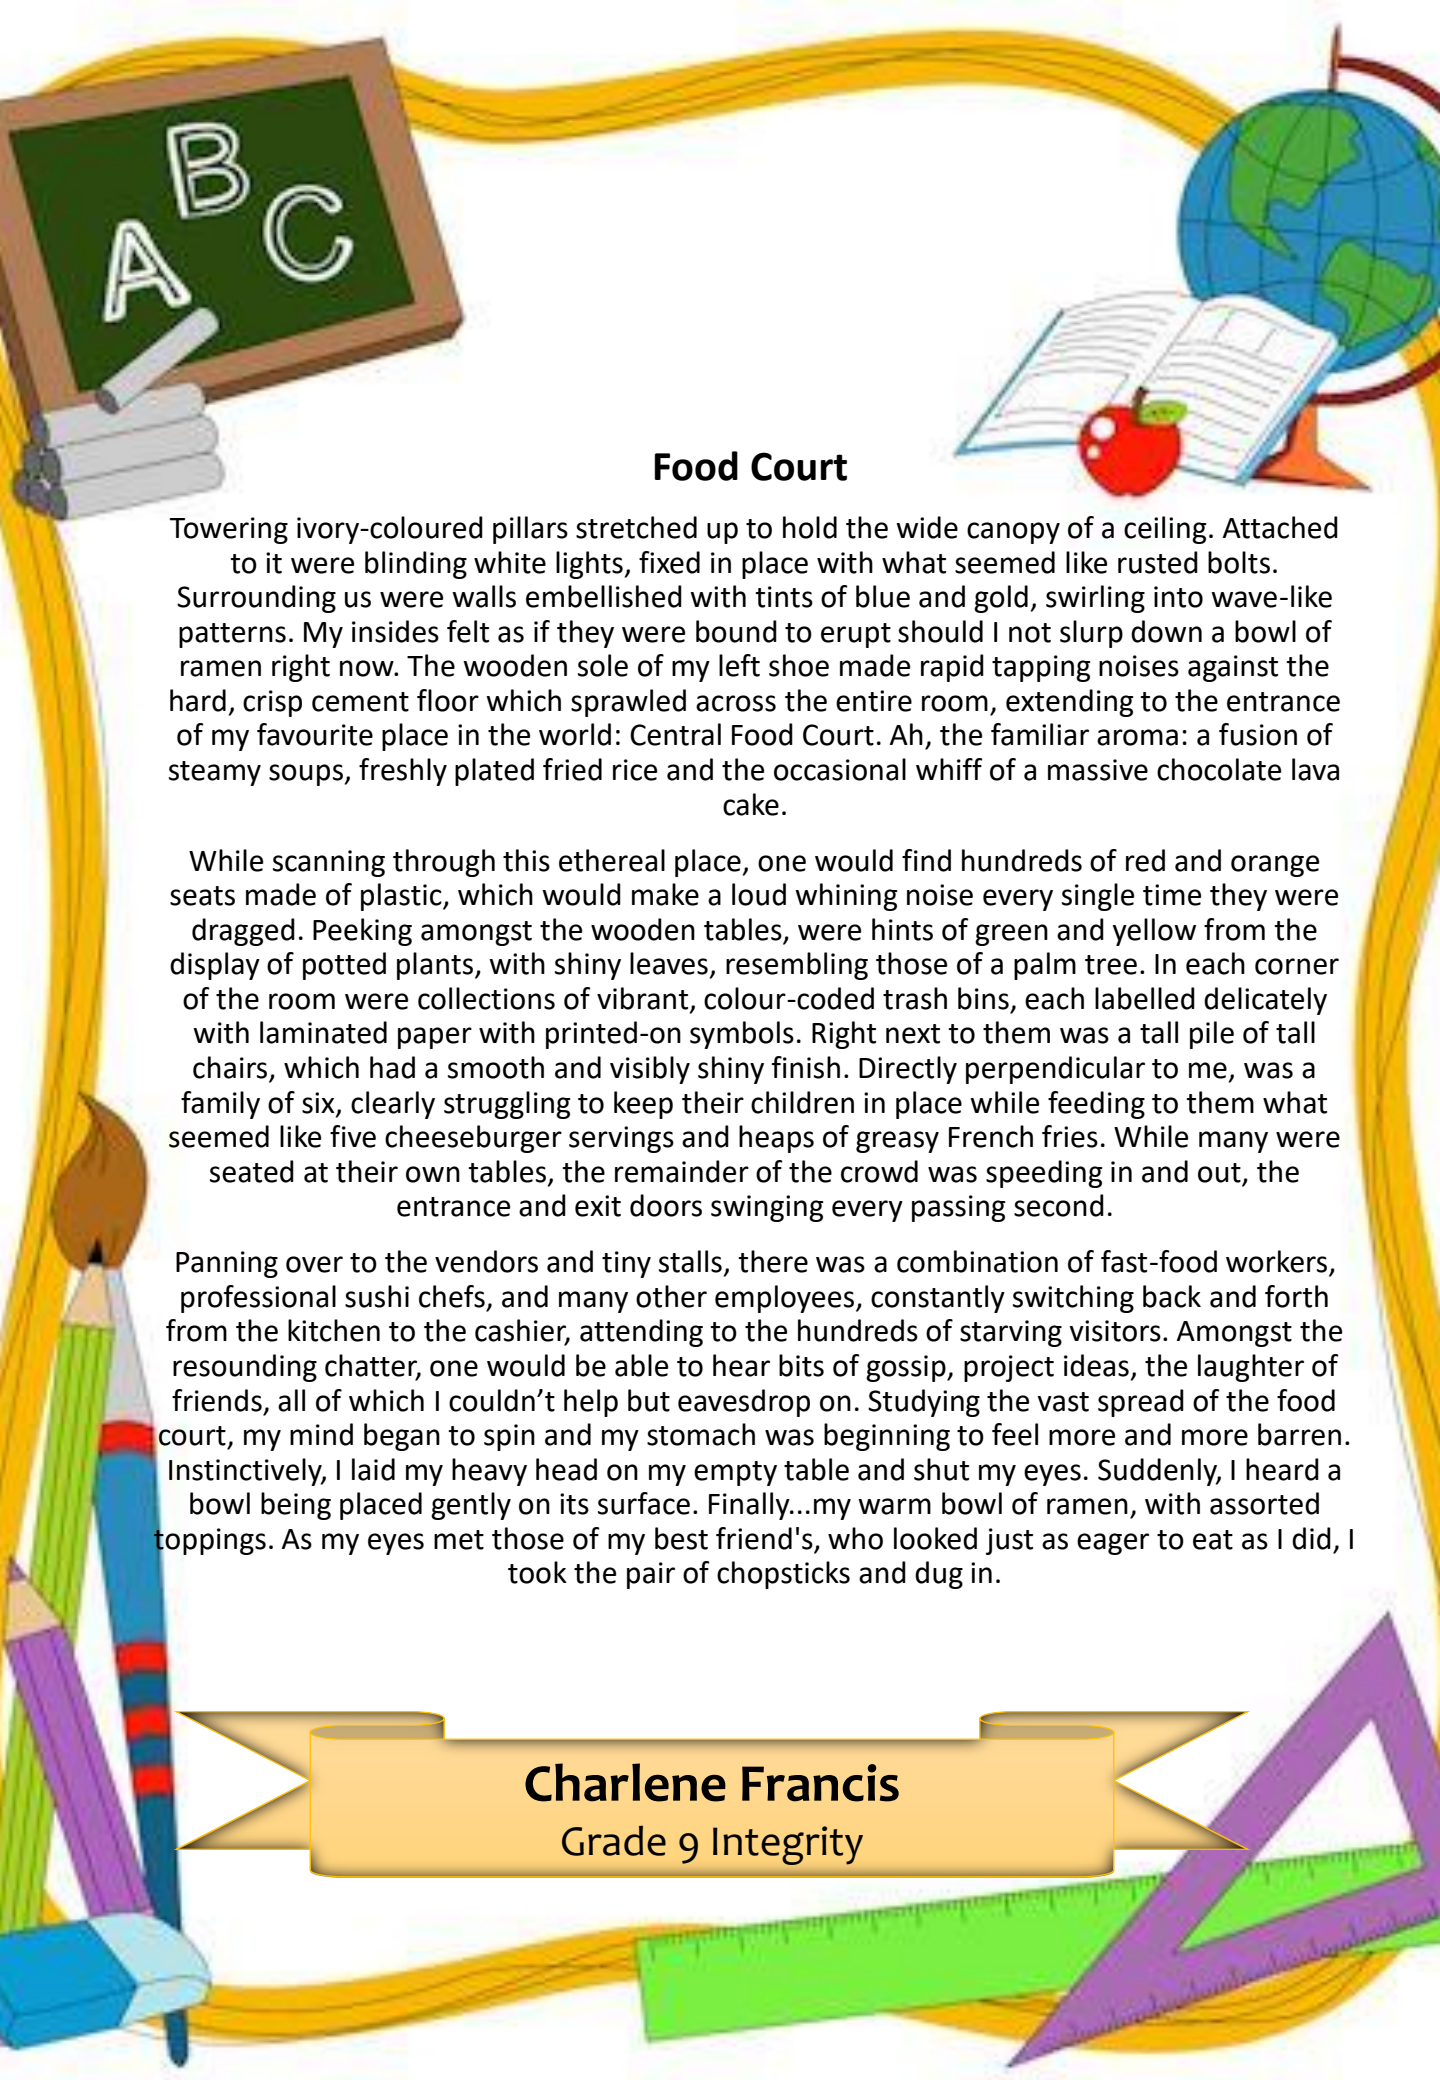 B
A C
Food Court
Towering ivory-coloured pillars stretched up to hold the wide canopy of a ceiling. Attached
to it were blinding white lights, fixed in place with what seemed like rusted bolts.
Surrounding us were walls embellished with tints of blue and gold, swirling into wave-like
patterns. My insides felt as if they were bound to erupt should I not slurp down a bowl of
ramen right now. The wooden sole of my left shoe made rapid tapping noises against the
hard, crisp cement floor which sprawled across the entire room, extending to the entrance
of my favourite place in the world: Central Food Court. Ah, the familiar aroma: a fusion of
steamy soups, freshly plated fried rice and the occasional whiff of a massive chocolate lava
cake.
While scanning through this ethereal place, one would find hundreds of red and orange
seats made of plastic, which would make a loud whining noise every single time they were
dragged. Peeking amongst the wooden tables, were hints of green and yellow from the
display of potted plants, with shiny leaves, resembling those of a palm tree. In each corner
of the room were collections of vibrant, colour-coded trash bins, each labelled delicately
with laminated paper with printed-on symbols. Right next to them was a tall pile of tall
chairs, which had a smooth and visibly shiny finish. Directly perpendicular to me, was a
family of six, clearly struggling to keep their children in place while feeding to them what
seemed like five cheeseburger servings and heaps of greasy French fries. While many were
seated at their own tables, the remainder of the crowd was speeding in and out, the
entrance and exit doors swinging every passing second.
Panning over to the vendors and tiny stalls, there was a combination of fast-food workers,
professional sushi chefs, and many other employees, constantly switching back and forth
from the kitchen to the cashier, attending to the hundreds of starving visitors. Amongst the
resounding chatter, one would be able to hear bits of gossip, project ideas, the laughter of
friends, all of which I couldn’t help but eavesdrop on. Studying the vast spread of the food
court, my mind began to spin and my stomach was beginning to feel more and more barren.
Instinctively, I laid my heavy head on my empty table and shut my eyes. Suddenly, I heard a
bowl being placed gently on its surface. Finally...my warm bowl of ramen, with assorted
toppings. As my eyes met those of my best friend's, who looked just as eager to eat as I did, I
took the pair of chopsticks and dug in.
Charlene Francis
Grade 9 Integrity